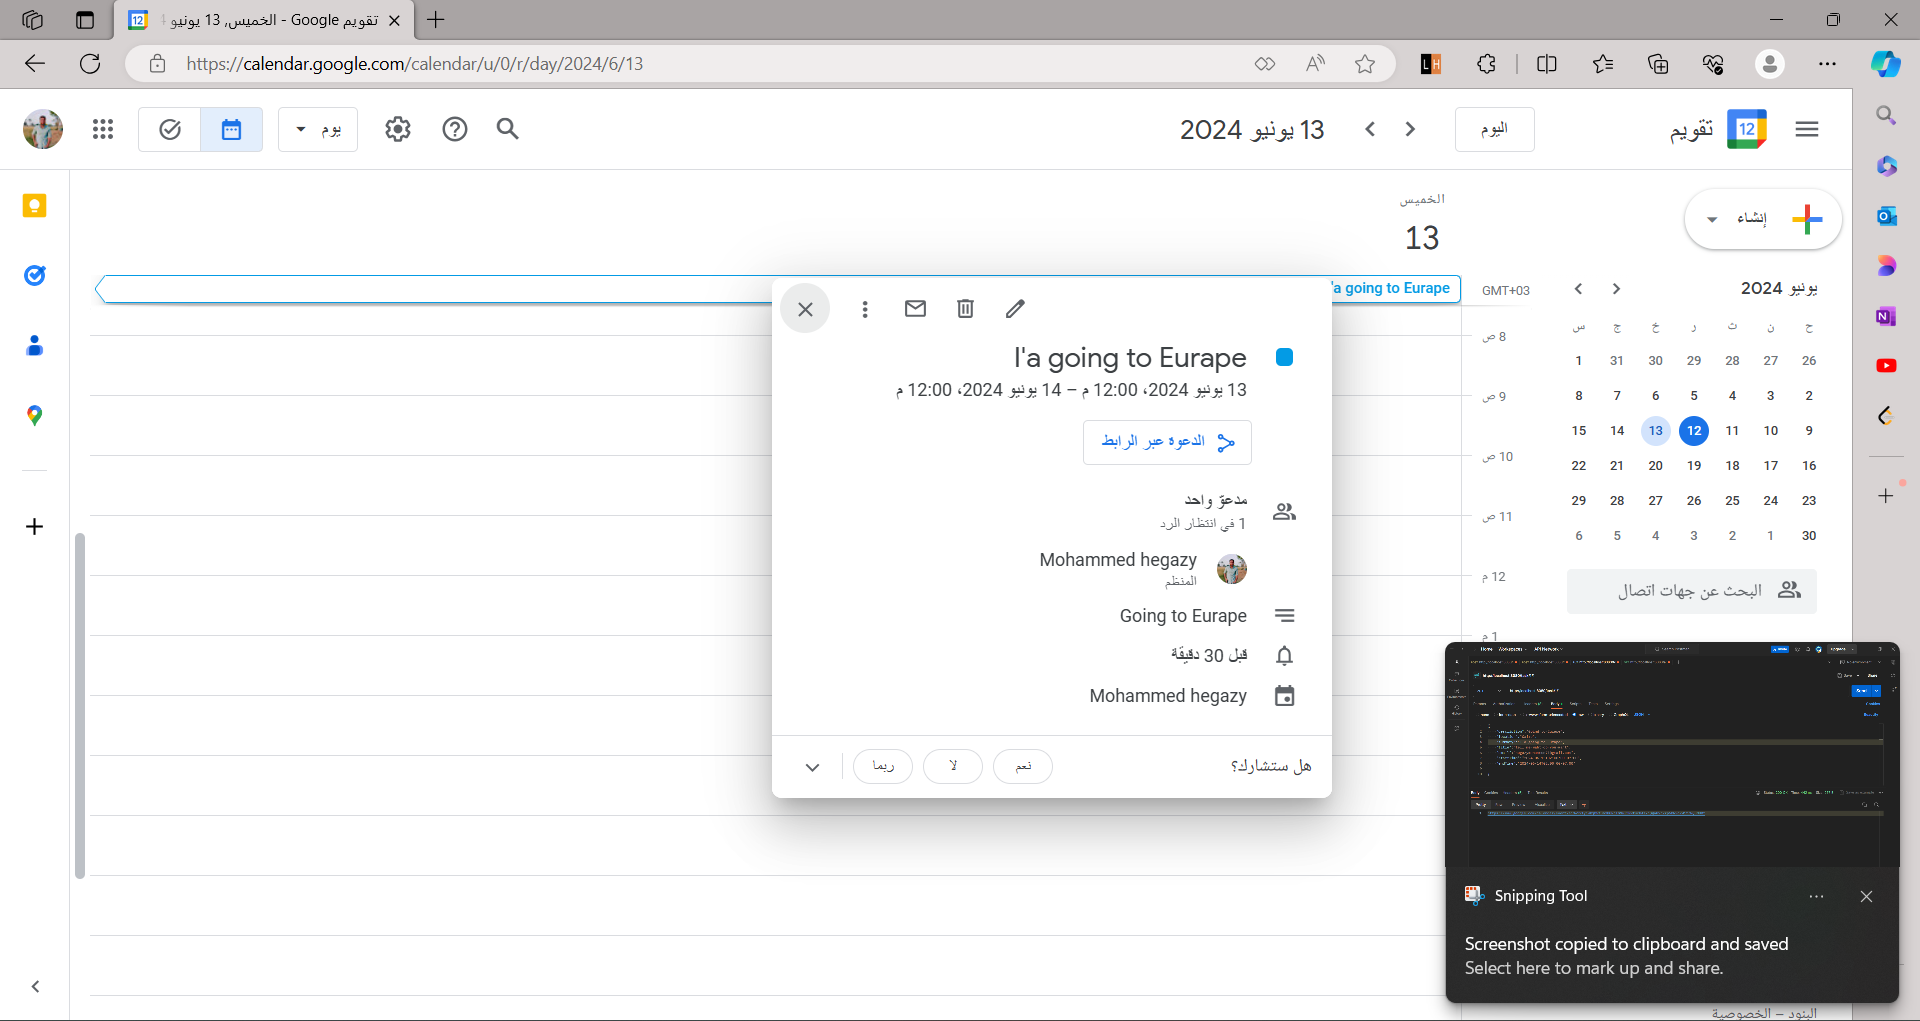 تقويم Google - الخميس, 13 يونيو
https://calendar.google.com/calendar/u/0/r/day/2024/6/13
تقويم
12
اليوم
13 يونيو 2024
يوم
إنشاء
الخميس
13
GMT+03
I'a going to Eurape
8 ص
9 ص
10 ص
11 ص
12 م
1 م
يونيو 2024
ح ن ث ر خ ج س
26 27 28 29 30 31 1
2 3 4 5 6 7 8
9 10 11 12 13 14 15
16 17 18 19 20 21 22
23 24 25 26 27 28 29
30 1 2 3 4 5 6
البحث عن جهات اتصال
I'a going to Eurape
13 يونيو 2024، 12:00 م – 14 يونيو 2024، 12:00 م
الدعوة عبر الرابط
مدعوّ واحد
1 في انتظار الرد
Mohammed hegazy
المنظم
Going to Eurape
قبل 30 دقيقة
Mohammed hegazy
هل ستشارك؟
نعم
لا
ربما
Snipping Tool
Screenshot copied to clipboard and saved
Select here to mark up and share.
البنود – الخصوصية